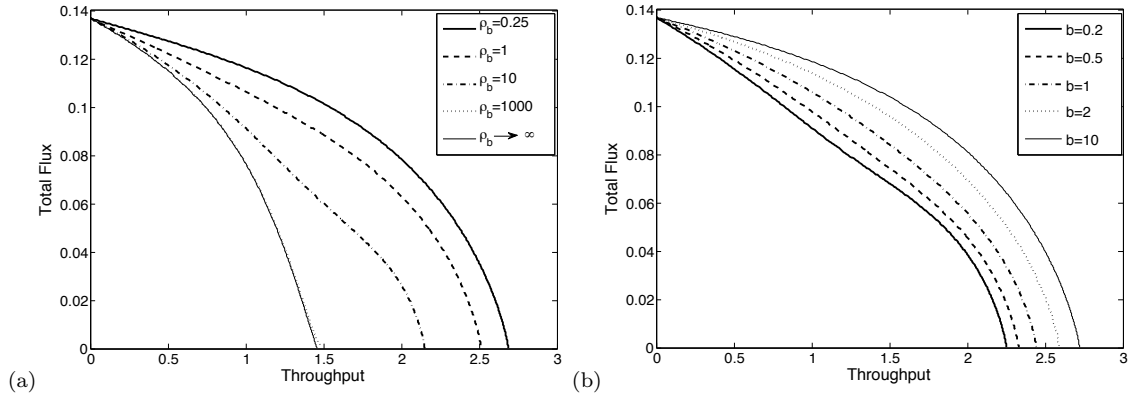 0.14
0.12
0.1
0.08
0.06
0.04
0.02
0
Total Flux
0 0.5 1 1.5 2 2.5 3
Throughput
ρb=0.25
ρb=1
ρb=10
ρb=1000
ρb → ∞
(a)
0.14
0.12
0.1
0.08
0.06
0.04
0.02
0
Total Flux
0 0.5 1 1.5 2 2.5 3
Throughput
b=0.2
b=0.5
b=1
b=2
b=10
(b)